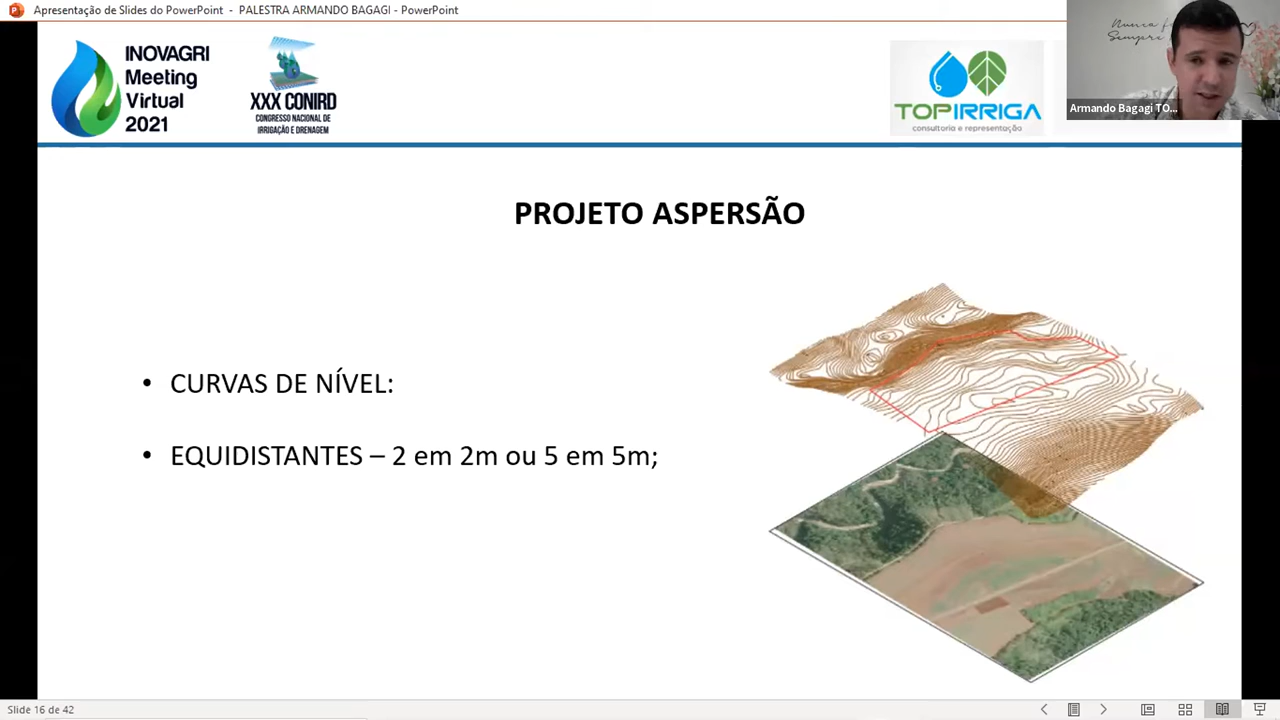 Apresentação de Slides do PowerPoint - PALESTRA ARMANDO BAGAGI - PowerPoint
INOVAGRI
Meeting
Virtual
2021
XXX CONIRD
CONGRESSO NACIONAL DE
IRRIGAÇÃO E DRENAGEM
TOPIRRIGA
consultoria e representação
Nunca
Sempre
Armando Bagagi TO...
PROJETO ASPERSÃO
• CURVAS DE NÍVEL:
• EQUIDISTANTES – 2 em 2m ou 5 em 5m;
Slide 16 de 42